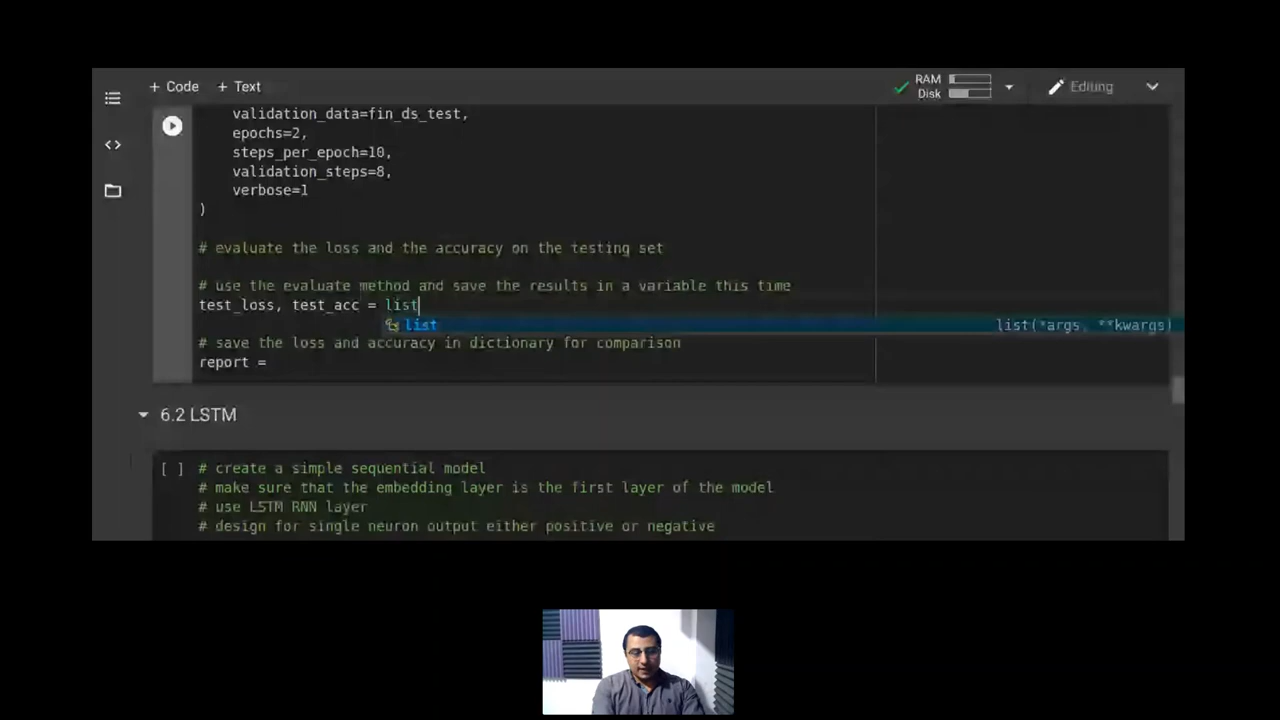 + Code + Text
RAM
Disk
Editing
validation_data=fin_ds_test,
epochs=2,
steps_per_epoch=10,
validation_steps=8,
verbose=1
)
# evaluate the loss and the accuracy on the testing set
# use the evaluate method and save the results in a variable this time
test_loss, test_acc = list
list list(*args, **kwargs)
# save the loss and accuracy in dictionary for comparison
report =
6.2 LSTM
[ ] # create a simple sequential model
# make sure that the embedding layer is the first layer of the model
# use LSTM RNN layer
# design for single neuron output either positive or negative